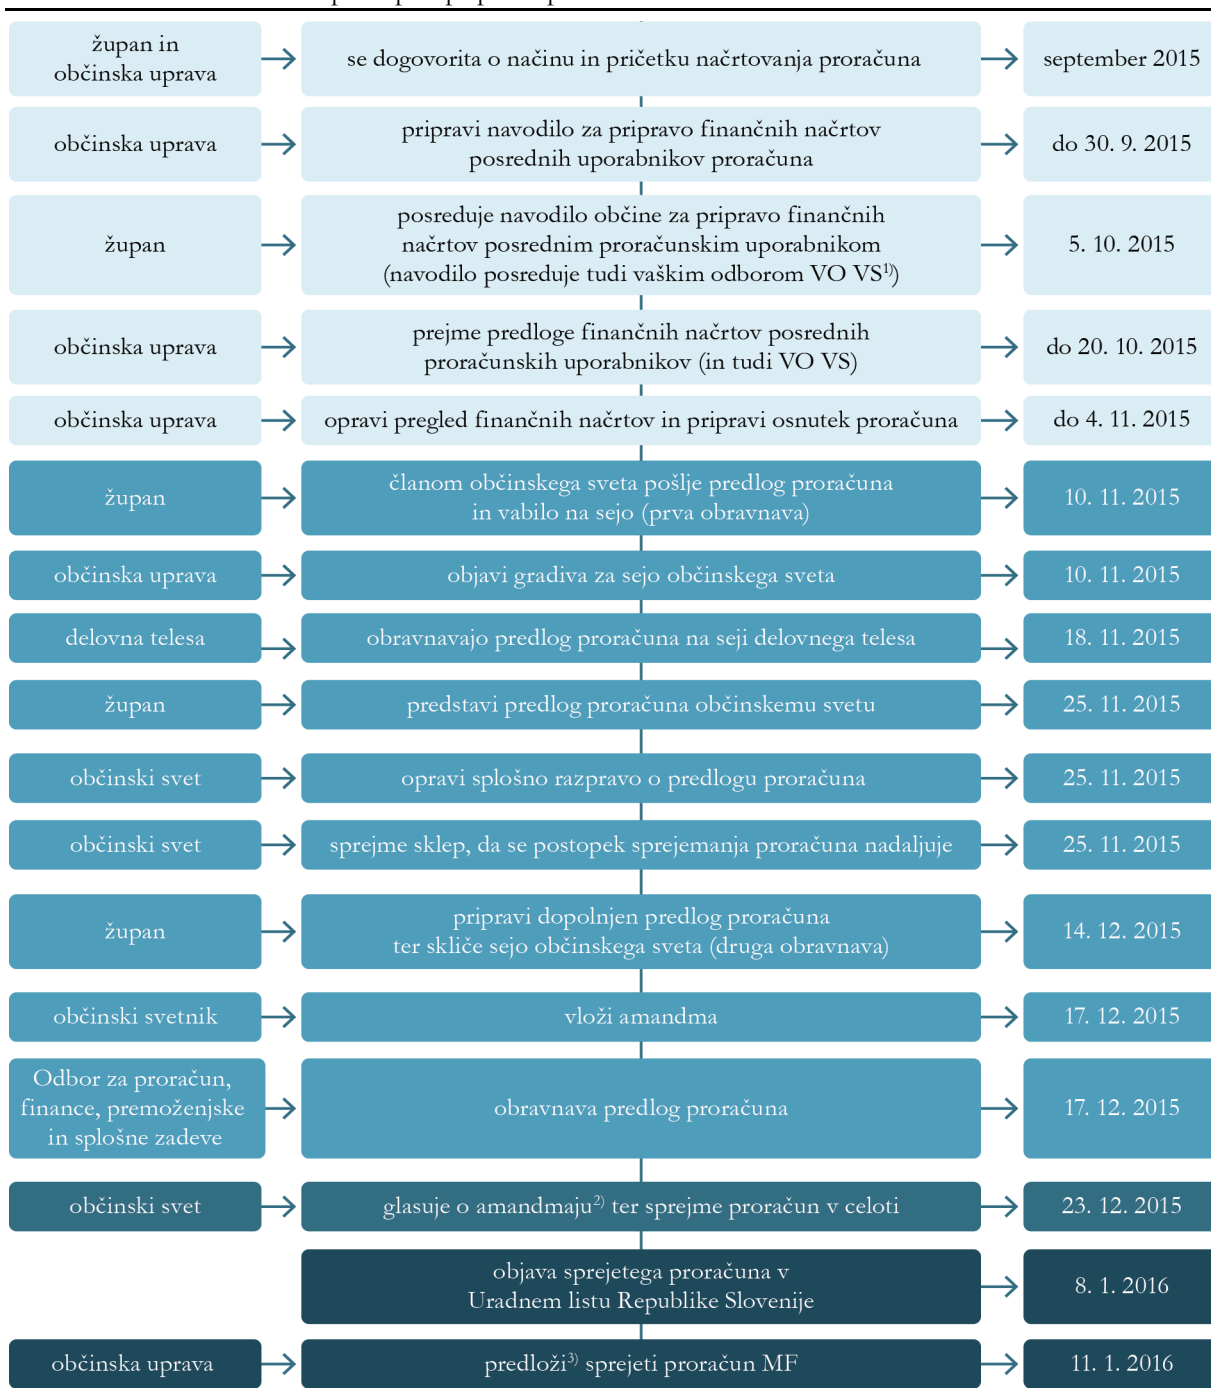 župan in
občinska uprava
se dogovorita o načinu in pričetku načrtovanja proračuna
september 2015
občinska uprava
pripravi navodilo za pripravo finančnih načrtov
posrednih uporabnikov proračuna
do 30. 9. 2015
župan
posreduje navodilo občine za pripravo finančnih
načrtov posrednim proračunskim uporabnikom
(navodilo posreduje tudi vaškim odborom VO VS¹⁾)
5. 10. 2015
občinska uprava
prejme predloge finančnih načrtov posrednih
proračunskih uporabnikov (in tudi VO VS)
do 20. 10. 2015
občinska uprava
opravi pregled finančnih načrtov in pripravi osnutek proračuna
do 4. 11. 2015
župan
članom občinskega sveta pošlje predlog proračuna
in vabilo na sejo (prva obravnava)
10. 11. 2015
občinska uprava
objavi gradiva za sejo občinskega sveta
10. 11. 2015
delovna telesa
obravnavajo predlog proračuna na seji delovnega telesa
18. 11. 2015
župan
predstavi predlog proračuna občinskemu svetu
25. 11. 2015
občinski svet
opravi splošno razpravo o predlogu proračuna
25. 11. 2015
občinski svet
sprejme sklep, da se postopek sprejemanja proračuna nadaljuje
25. 11. 2015
župan
pripravi dopolnjen predlog proračuna
ter skliče sejo občinskega sveta (druga obravnava)
14. 12. 2015
občinski svetnik
vloži amandma
17. 12. 2015
Odbor za proračun,
finance, premoženjske
in splošne zadeve
obravnava predlog proračuna
17. 12. 2015
občinski svet
glasuje o amandmaju²⁾ ter sprejme proračun v celoti
23. 12. 2015
objava sprejetega proračuna v
Uradnem listu Republike Slovenije
8. 1. 2016
občinska uprava
predloži³⁾ sprejeti proračun MF
11. 1. 2016